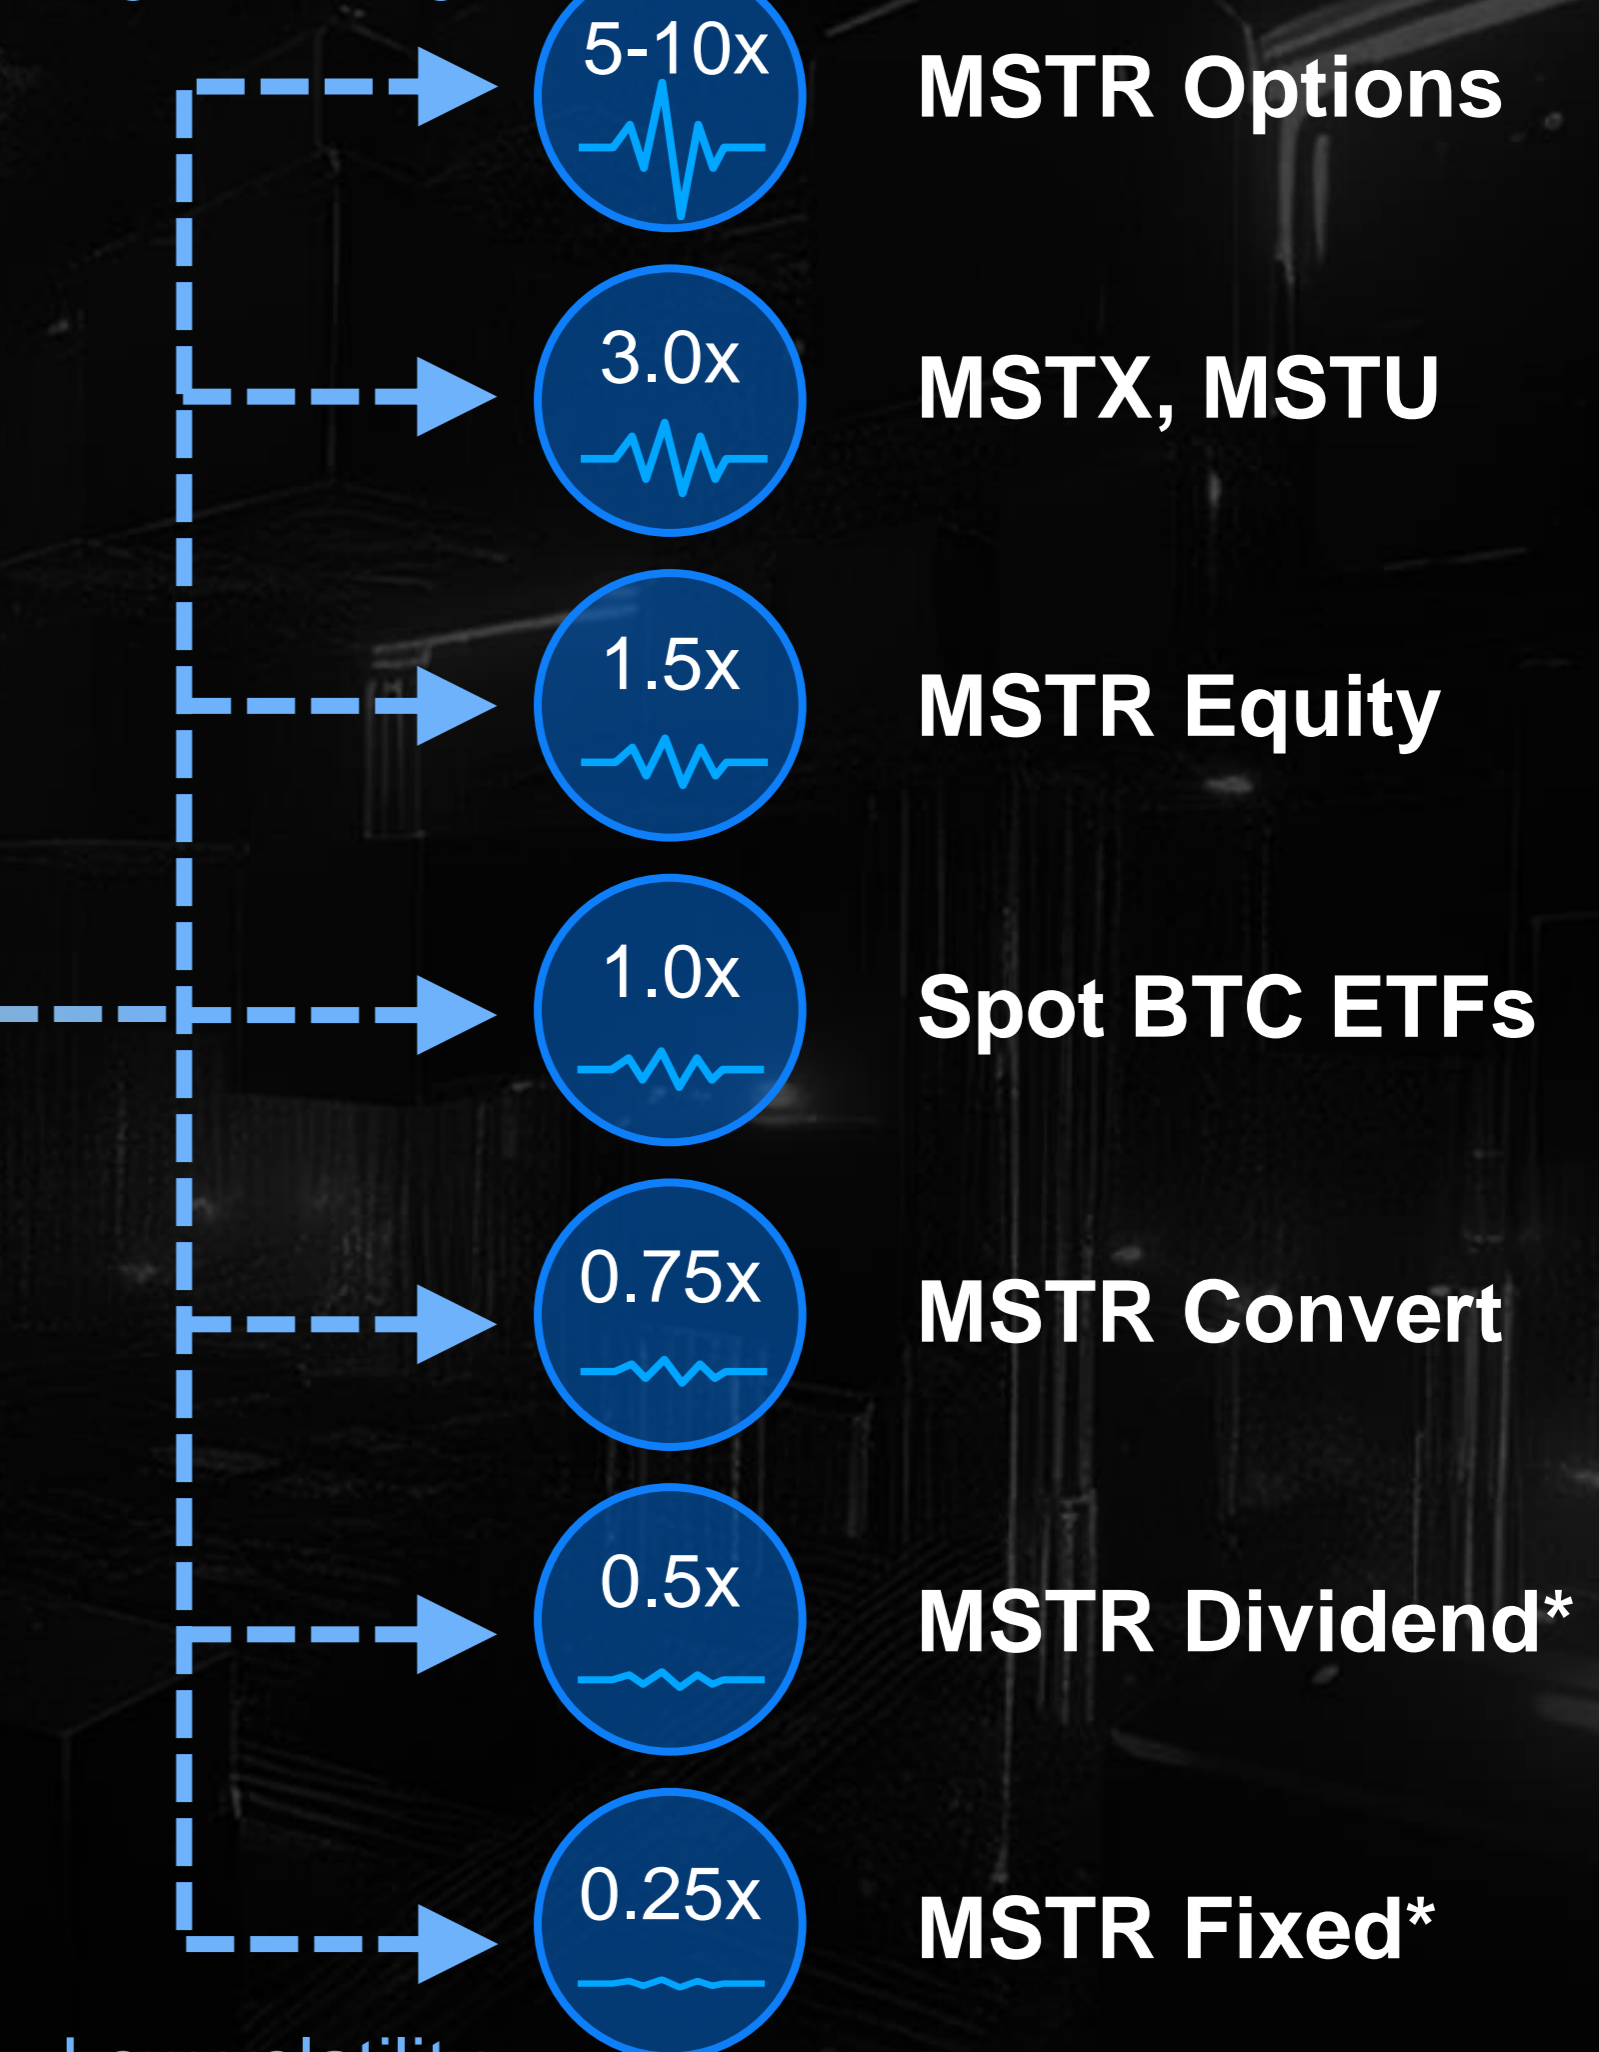 5-10x
MSTR Options
3.0x
MSTX, MSTU
1.5x
MSTR Equity
1.0x
Spot BTC ETFs
0.75x
MSTR Convert
0.5x
MSTR Dividend*
0.25x
MSTR Fixed*